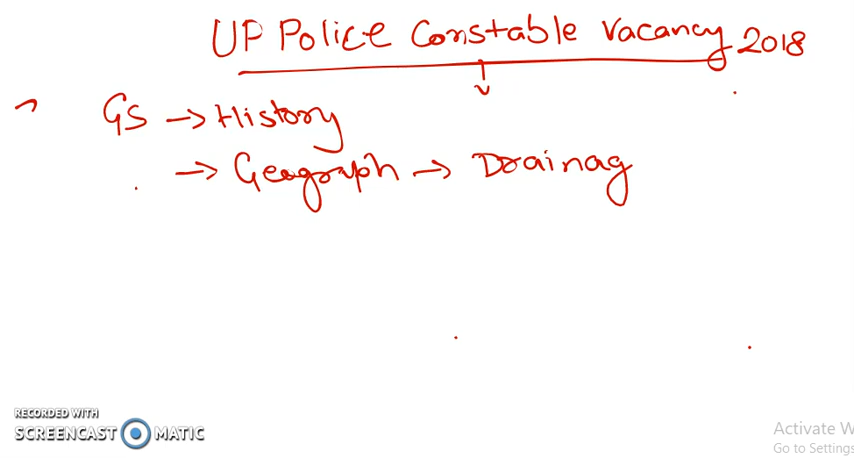 UP Police Constable Vacancy 2018
GS → History
→ Geograph → Drainag
RECORDED WITH
SCREENCAST MATIC
Activate W
Go to Settings